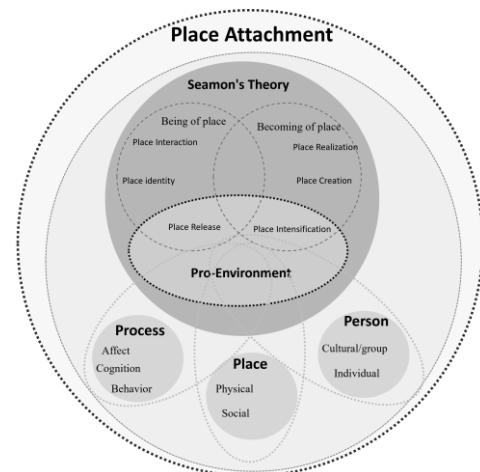 Place Attachment
Seamon's Theory
Being of place
Becoming of place
Place Interaction
Place Realization
Place identity
Place Creation
Place Release
Place Intensification
Pro-Environment
Process
Affect
Cognition
Behavior
Place
Physical
Social
Person
Cultural/group
Individual